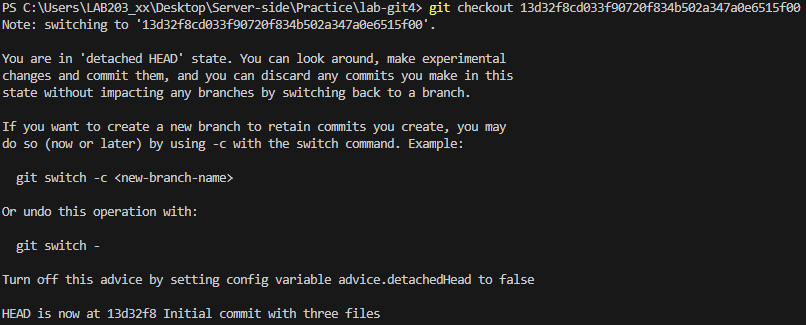 PS C:\Users\LAB203_xx\Desktop\Server-side\Practice\lab-git4> git checkout 13d32f8cd033f90720f834b502a347a0e6515f00
Note: switching to '13d32f8cd033f90720f834b502a347a0e6515f00'.
You are in 'detached HEAD' state. You can look around, make experimental
changes and commit them, and you can discard any commits you make in this
state without impacting any branches by switching back to a branch.
If you want to create a new branch to retain commits you create, you may
do so (now or later) by using -c with the switch command. Example:
git switch -c <new-branch-name>
Or undo this operation with:
git switch -
Turn off this advice by setting config variable advice.detachedHead to false
HEAD is now at 13d32f8 Initial commit with three files